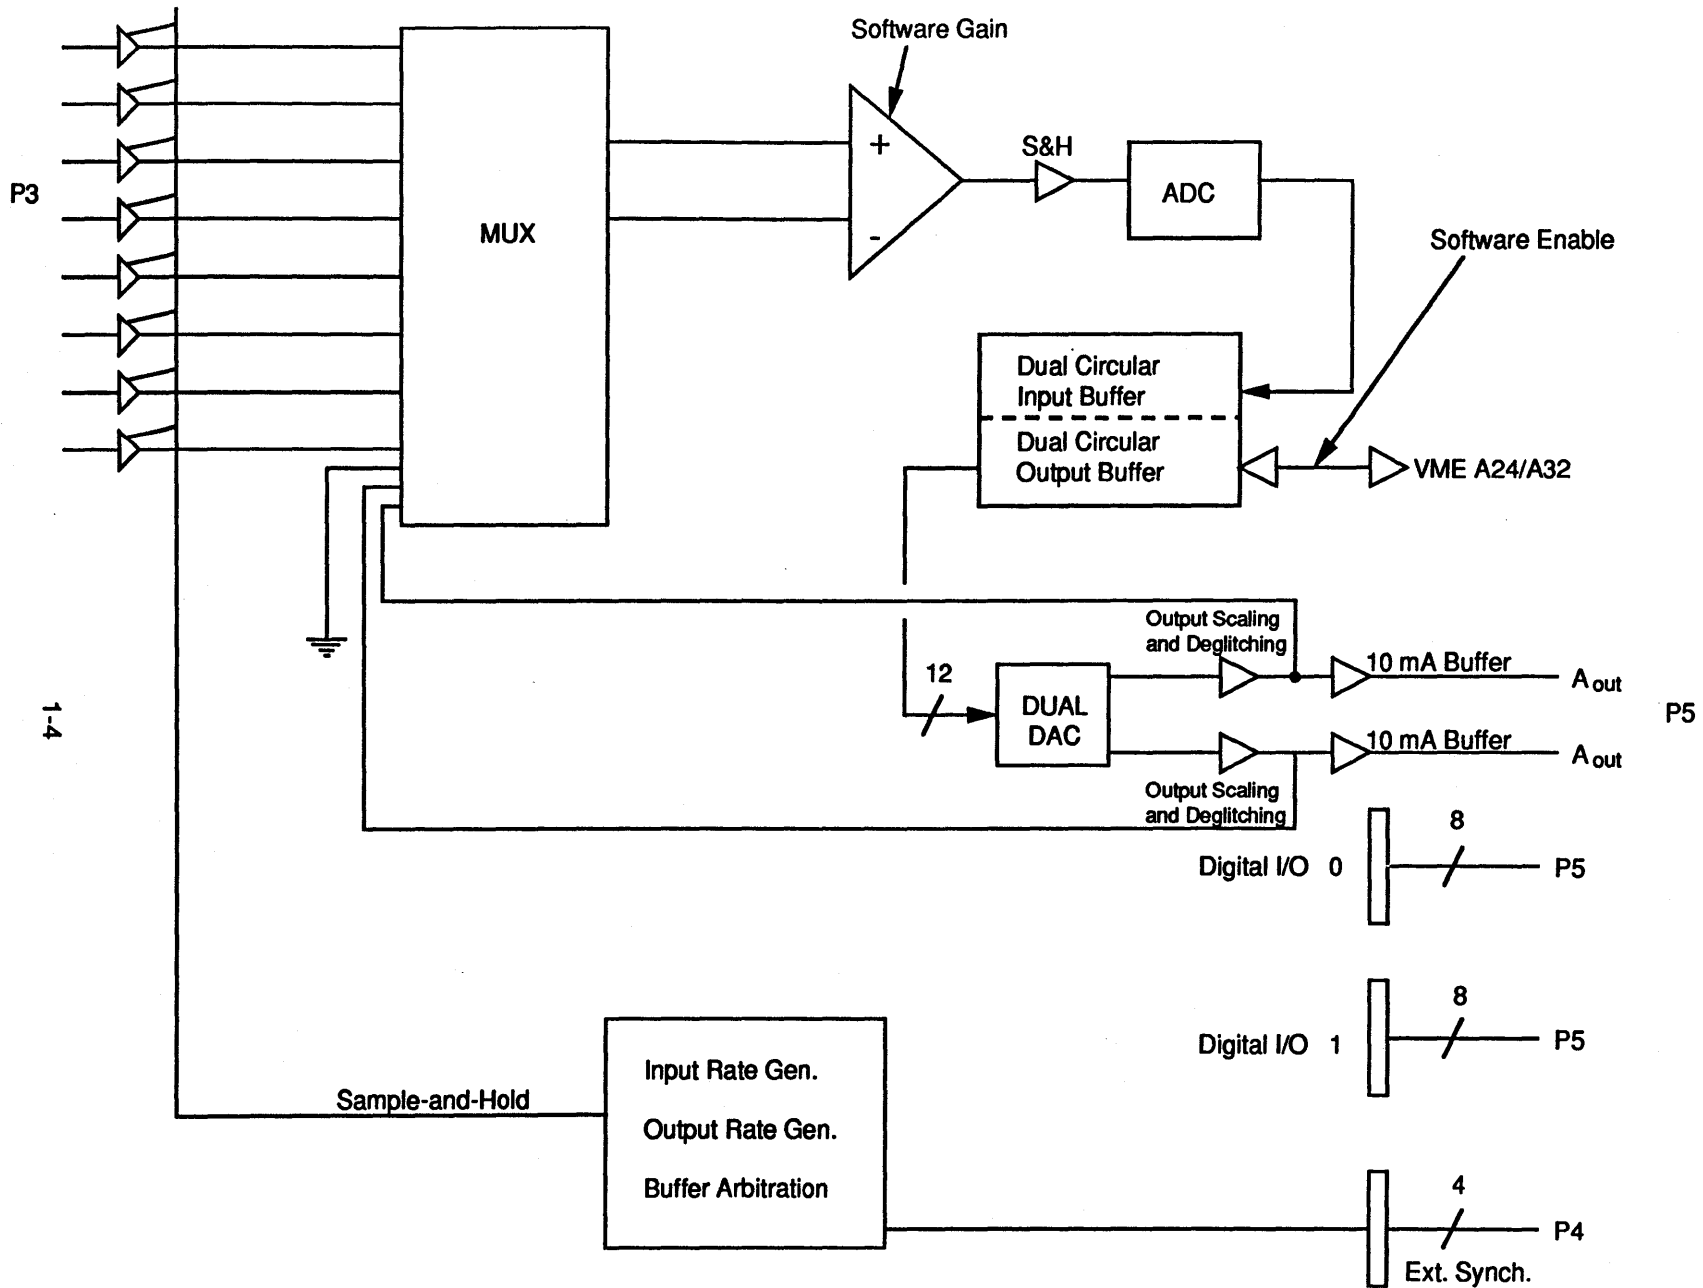 Software Gain
S&H
+
-
MUX
ADC
P3
Software Enable
Dual Circular
Input Buffer
Dual Circular
Output Buffer
VME A24/A32
Output Scaling
and Deglitching
12
10 mA Buffer
A out
DUAL
DAC
1-4
P5
10 mA Buffer
A out
Output Scaling
and Deglitching
8
Digital I/O 0
P5
8
Digital I/O 1
P5
Input Rate Gen.
Sample-and-Hold
Output Rate Gen.
Buffer Arbitration
4
P4
Ext. Synch.